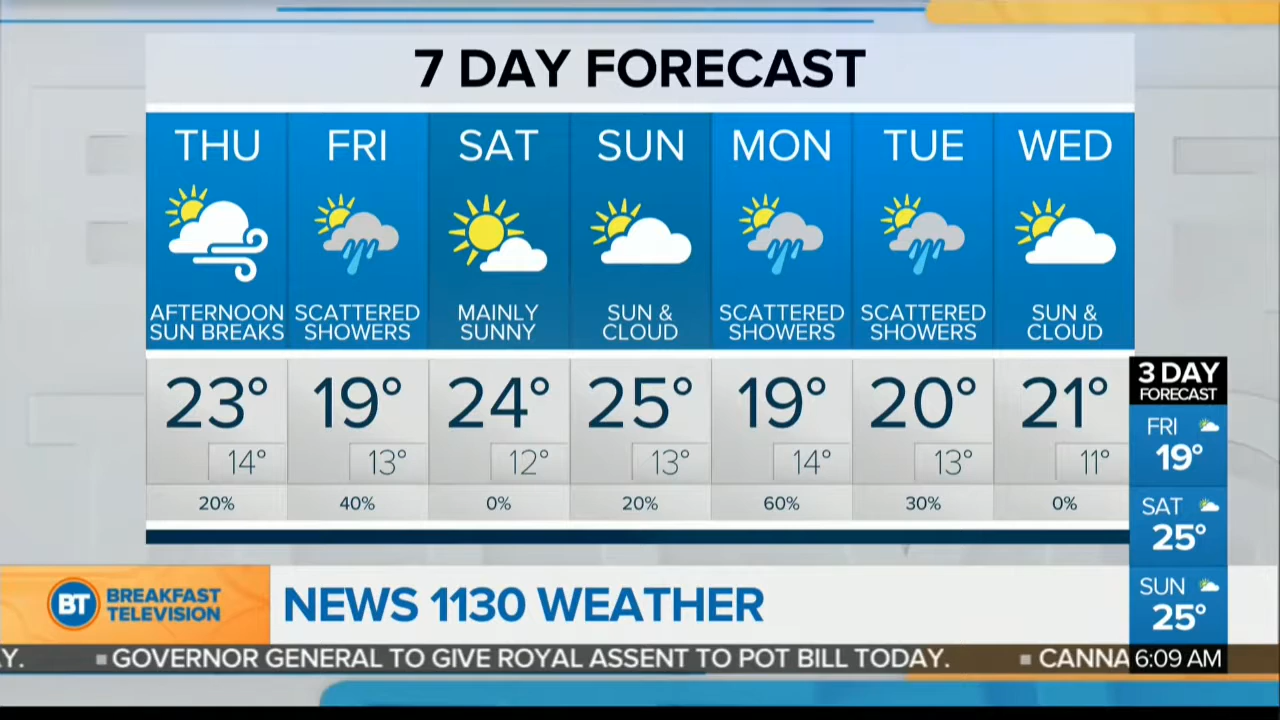 7 DAY FORECAST
THU FRI SAT SUN MON TUE WED
AFTERNOON SUN BREAKS
SCATTERED SHOWERS
MAINLY SUNNY
SUN & CLOUD
SCATTERED SHOWERS
SCATTERED SHOWERS
SUN & CLOUD
23° 19° 24° 25° 19° 20° 21°
14° 13° 12° 13° 14° 13° 11°
20% 40% 0% 20% 60% 30% 0%
3 DAY
FORECAST
FRI
19°
SAT
25°
SUN
25°
BT BREAKFAST
TELEVISION
NEWS 1130 WEATHER
Y. ▪ GOVERNOR GENERAL TO GIVE ROYAL ASSENT TO POT BILL TODAY. ▪ CANNA 6:09 AM